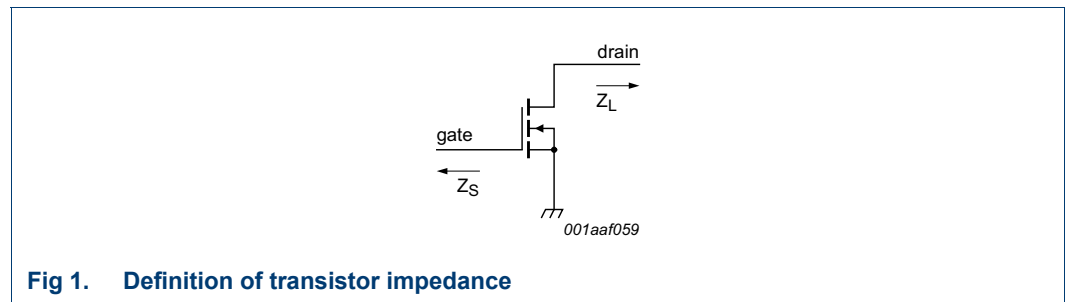 drain
Z_L
gate
Z_S
001aaf059
Fig 1. Definition of transistor impedance